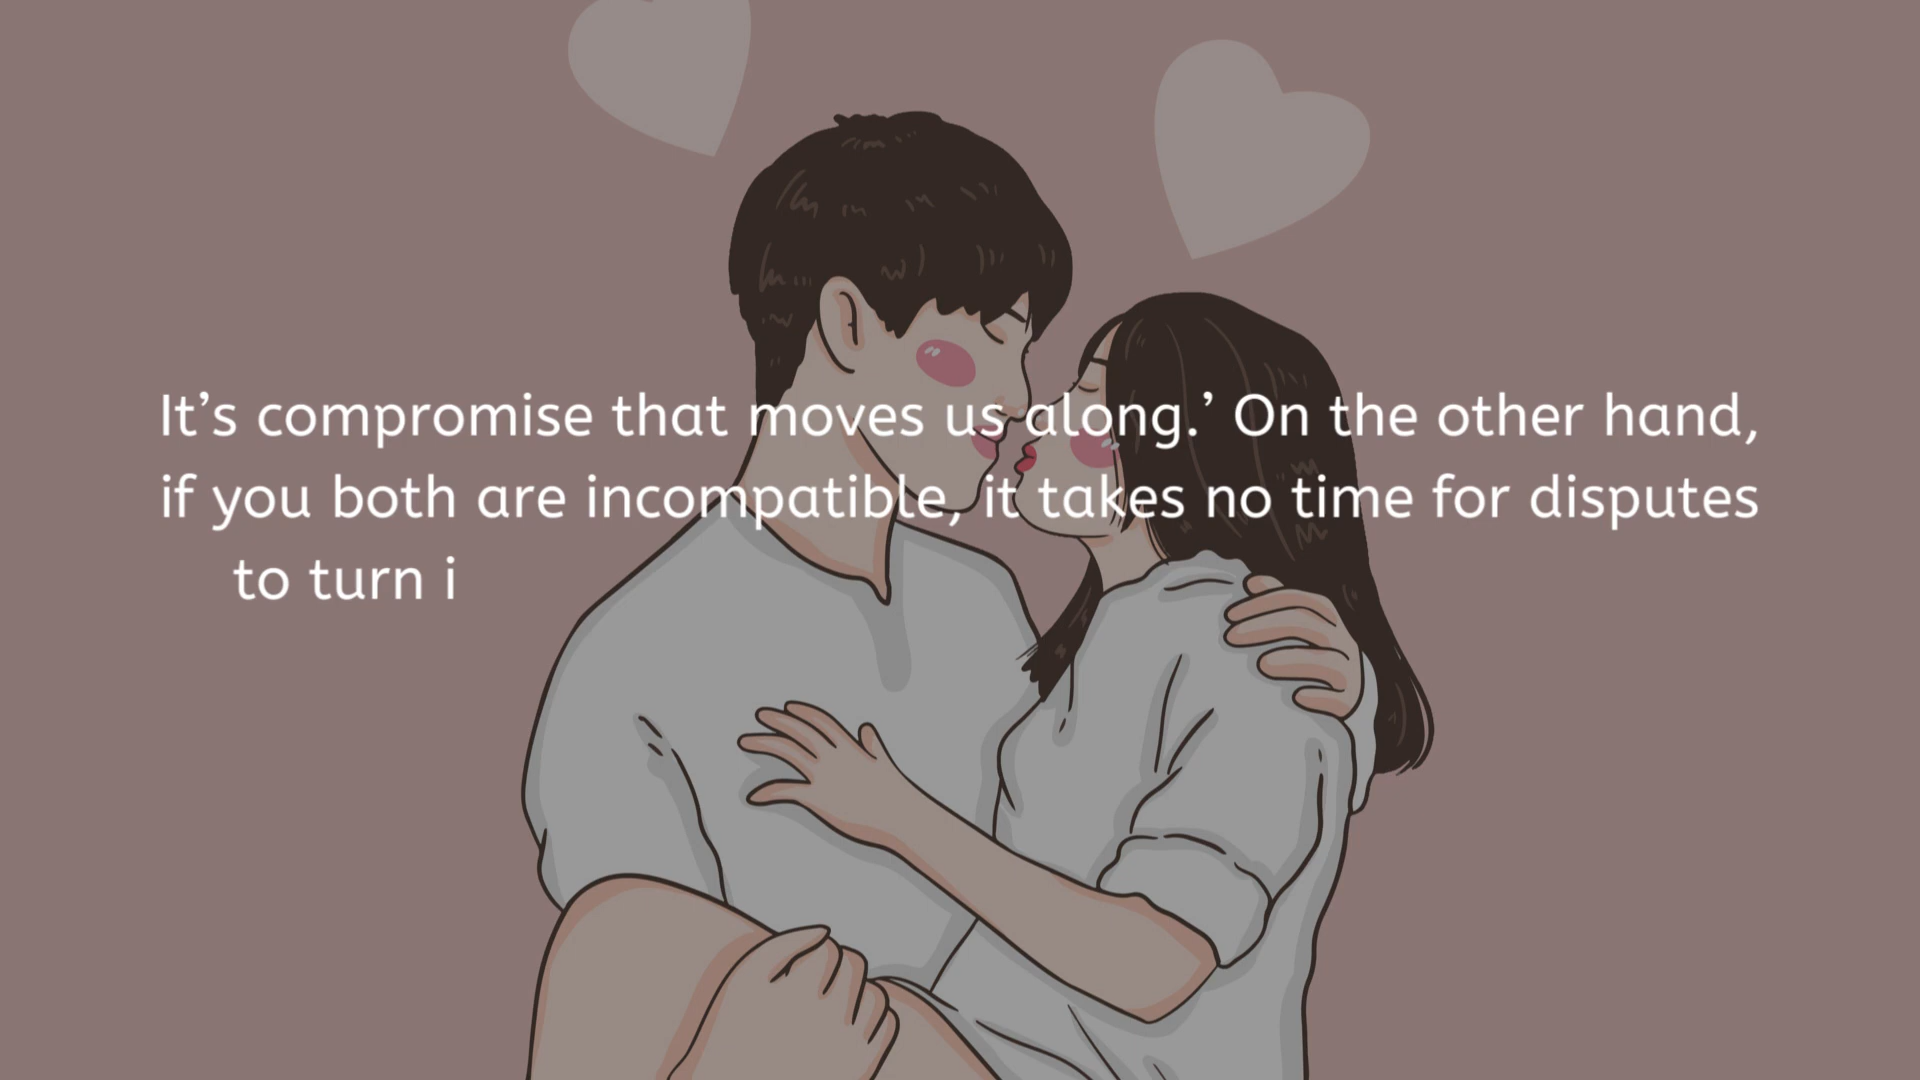 It’s compromise that moves us along.’ On the other hand,
if you both are incompatible, it takes no time for disputes
to turn i